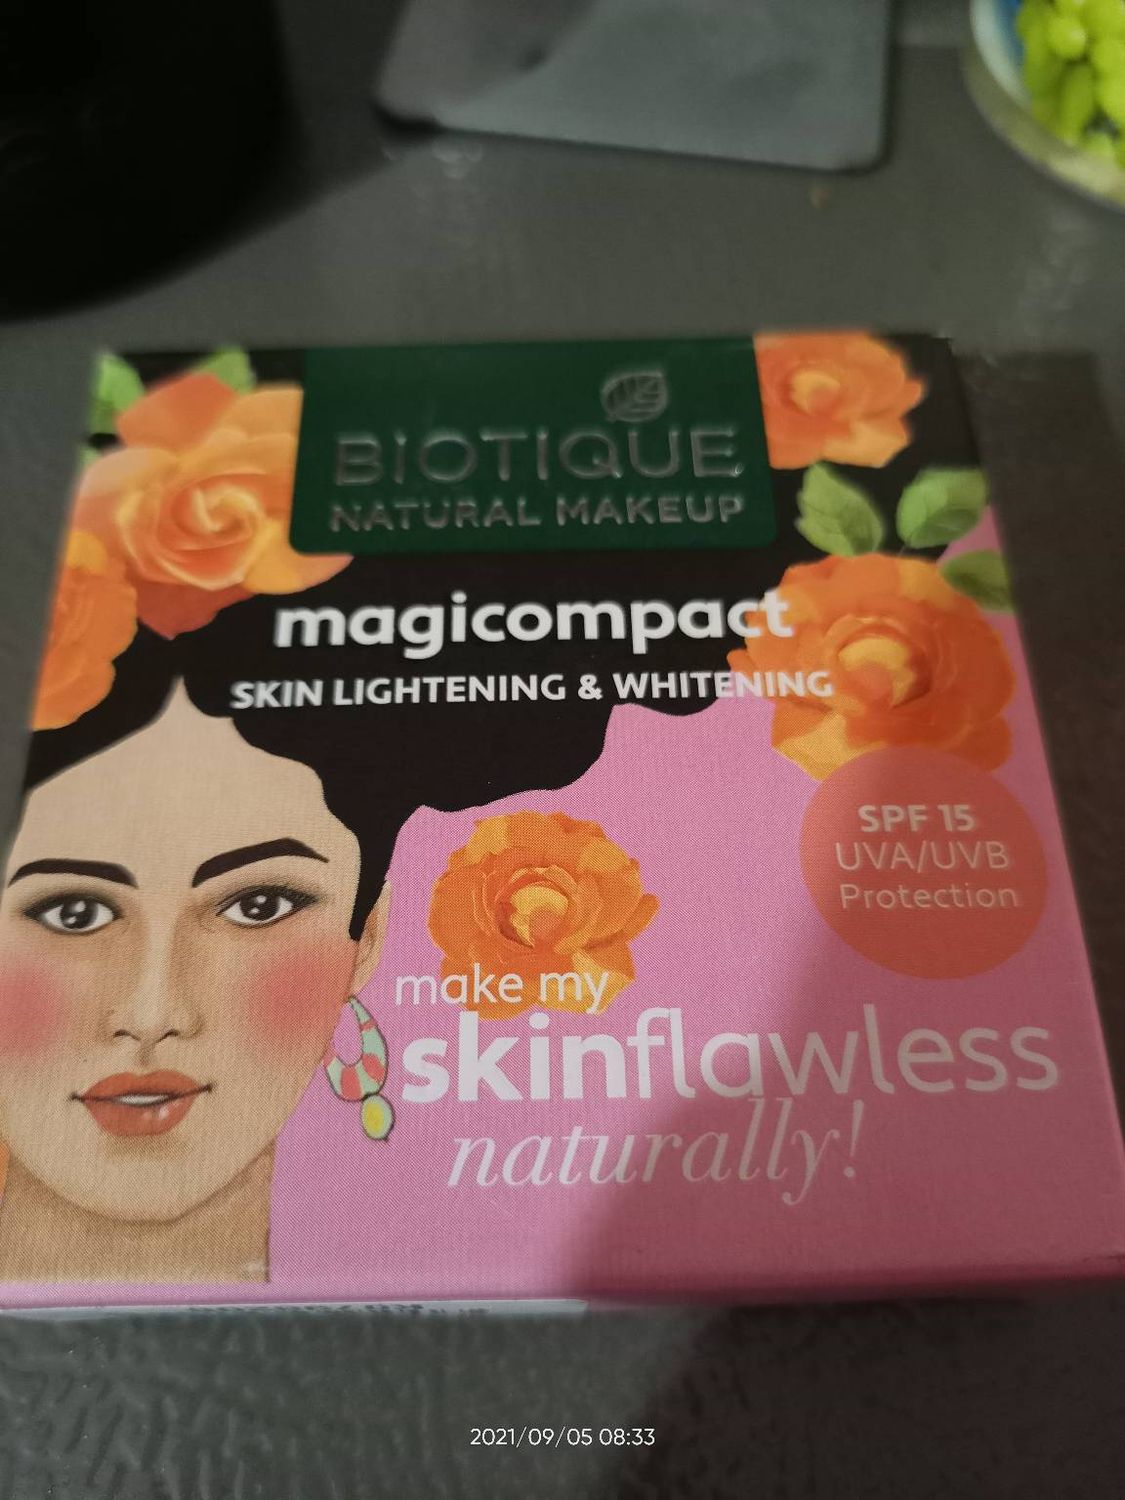 BIOTIQUE
NATURAL MAKEUP
magicompact
SKIN LIGHTENING & WHITENING
SPF 15
UVA/UVB
Protection
make my
skinflawless
naturally!
2021/09/05 08:33